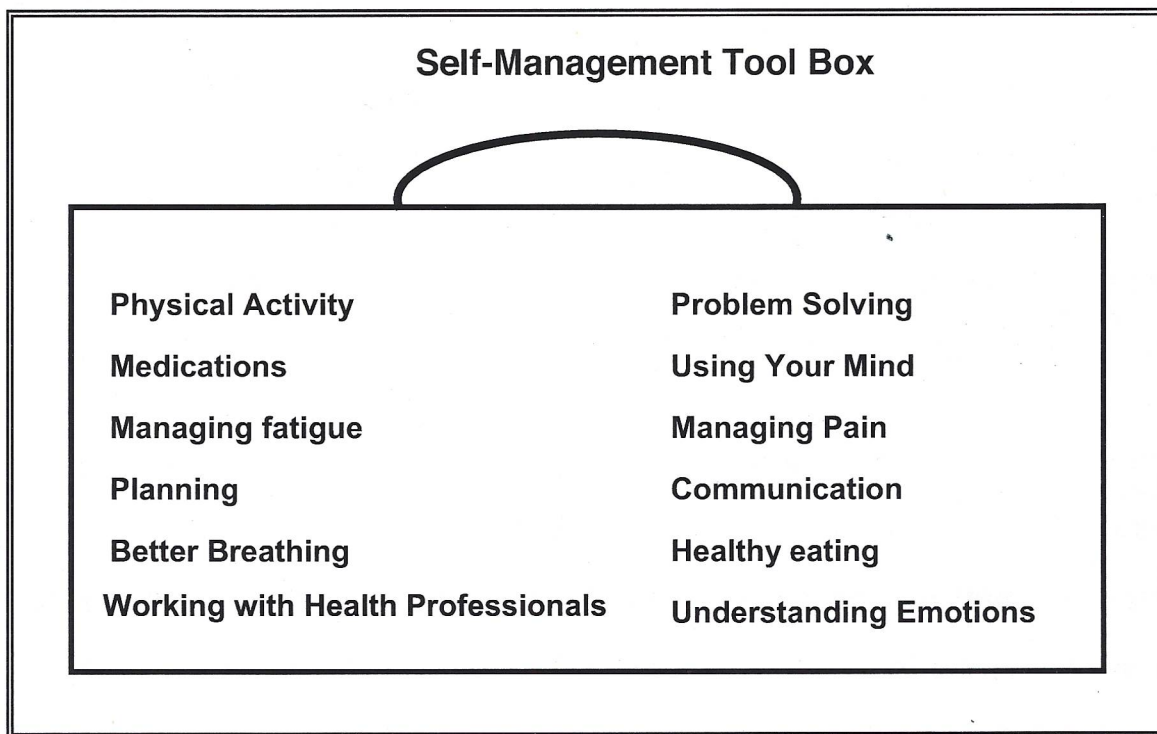 Self-Management Tool Box
Physical Activity
Medications
Managing fatigue
Planning
Better Breathing
Working with Health Professionals
Problem Solving
Using Your Mind
Managing Pain
Communication
Healthy eating
Understanding Emotions